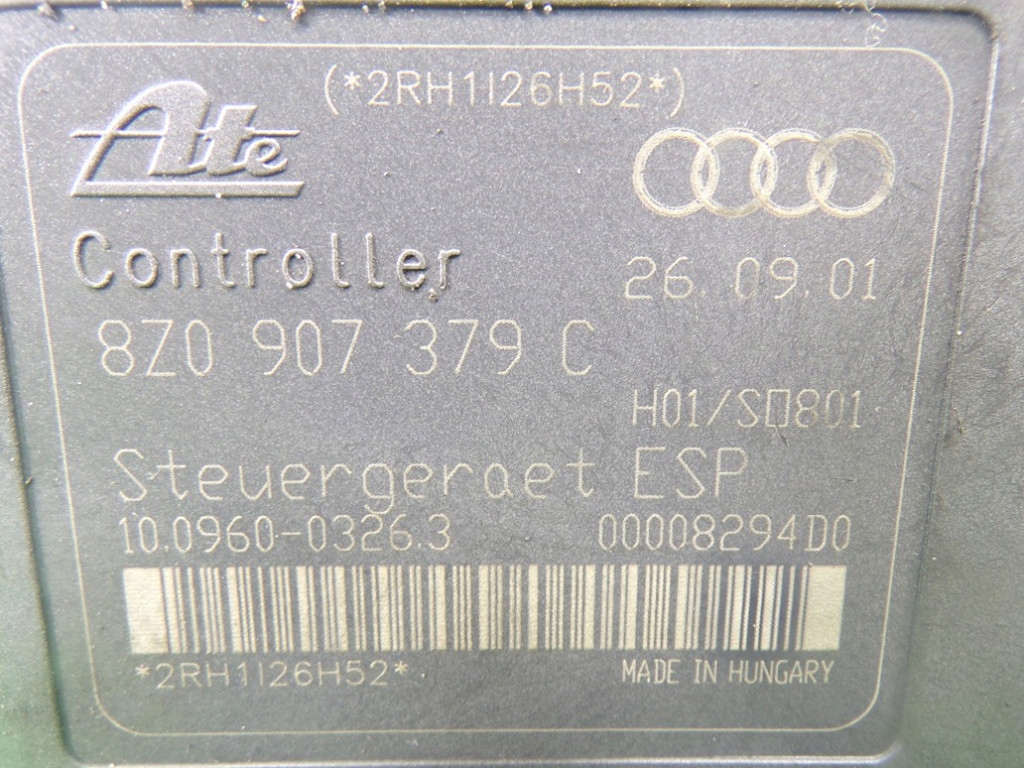 (*2RH1I26H52*)
Ate
Controller
26.09.01
8Z0 907 379 C
H01/S□801
Steuergeraet ESP
10.0960-0326.3 00008294D0
*2RH1I26H52* MADE IN HUNGARY